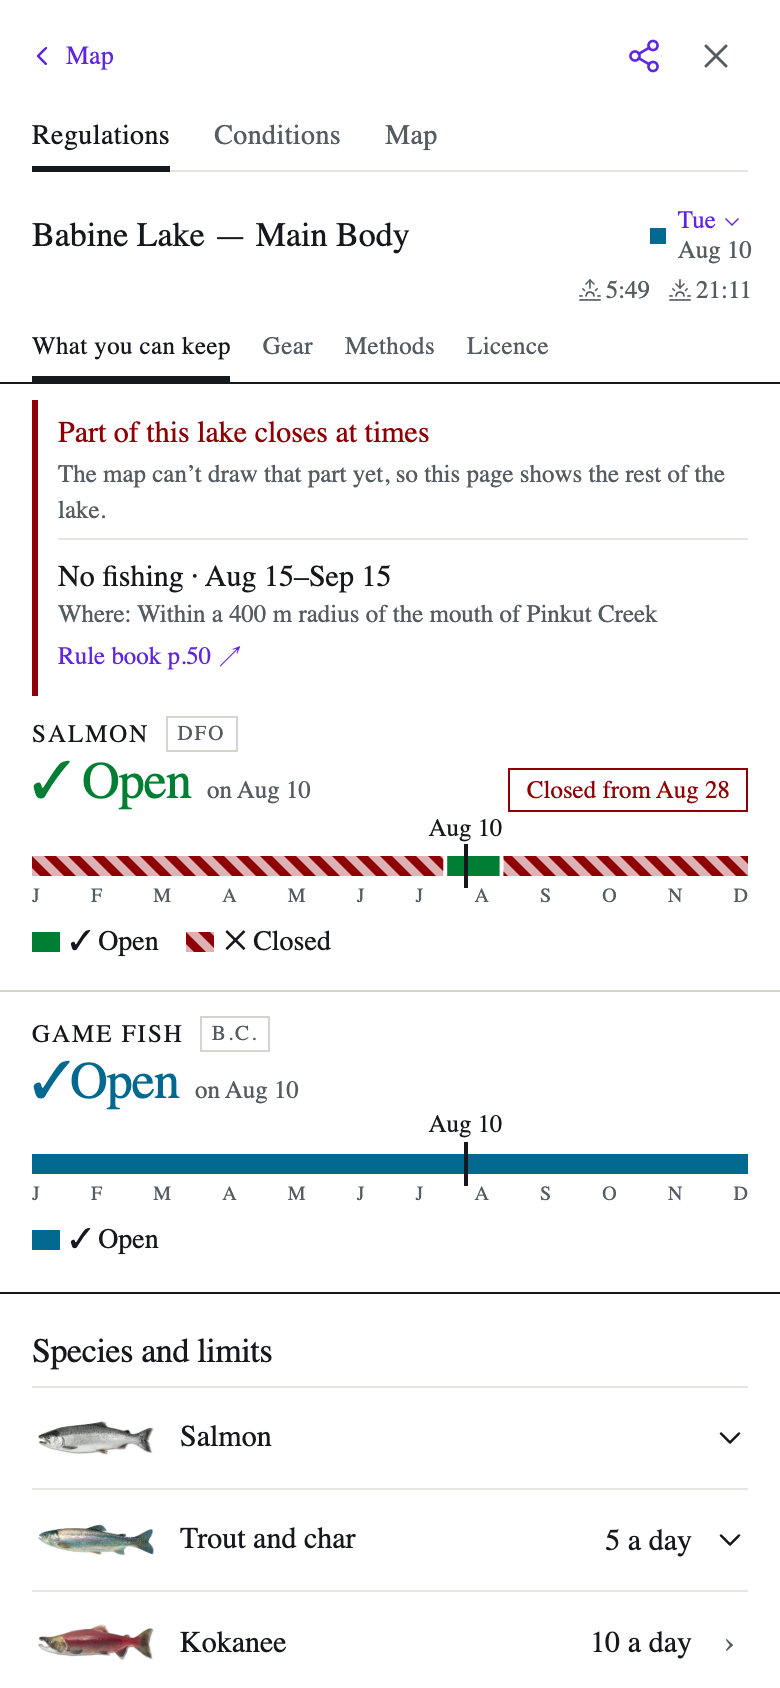 Map
Regulations Conditions Map
Babine Lake — Main Body
Tue
Aug 10
5:49 21:11
What you can keep Gear Methods Licence
Part of this lake closes at times
The map can’t draw that part yet, so this page shows the rest of the
lake.
No fishing · Aug 15–Sep 15
Where: Within a 400 m radius of the mouth of Pinkut Creek
Rule book p.50 ↗
SALMON DFO
✓ Open on Aug 10 Closed from Aug 28
Aug 10
J F M A M J J A S O N D
✓ Open ✕ Closed
GAME FISH B.C.
✓Open on Aug 10
Aug 10
J F M A M J J A S O N D
✓ Open
Species and limits
Salmon
Trout and char 5 a day
Kokanee 10 a day ›